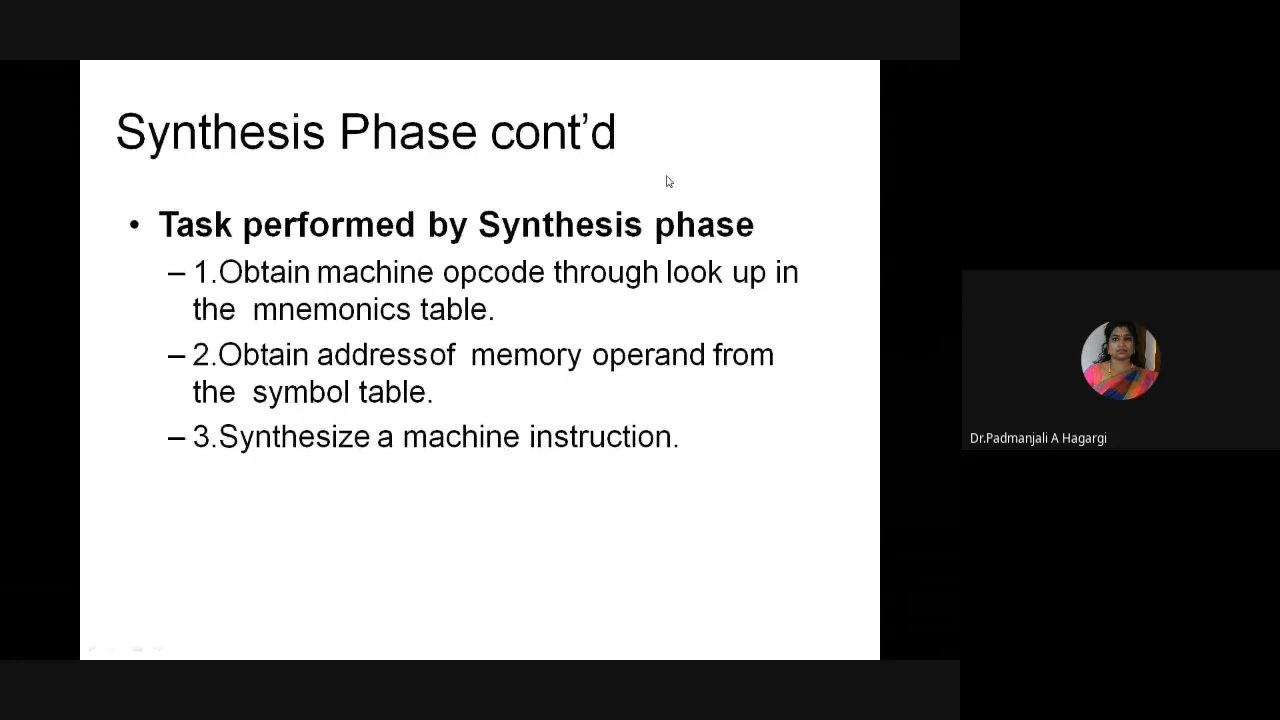 Synthesis Phase cont’d
• Task performed by Synthesis phase
– 1.Obtain machine opcode through look up in
the mnemonics table.
– 2.Obtain addressof memory operand from
the symbol table.
– 3.Synthesize a machine instruction.
Dr.Padmanjali A Hagargi